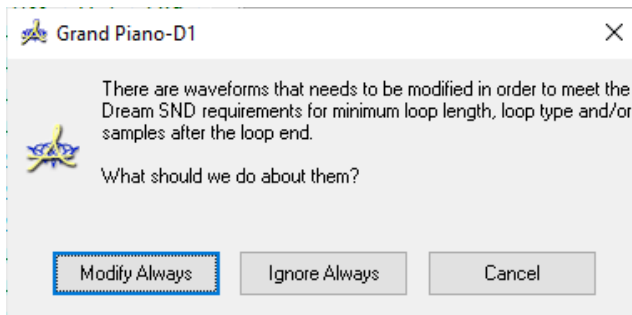 Grand Piano-D1
There are waveforms that needs to be modified in order to meet the
Dream SND requirements for minimum loop length, loop type and/or
samples after the loop end.
What should we do about them?
Modify Always
Ignore Always
Cancel